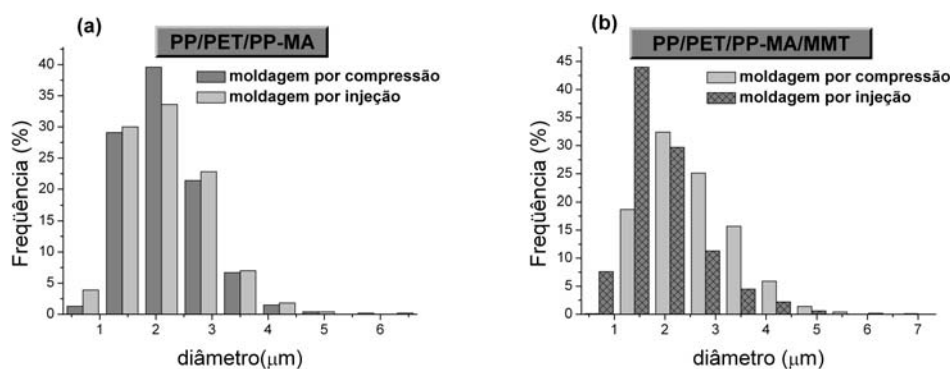 (a)
PP/PET/PP-MA
moldagem por compressão
moldagem por injeção
40
35
30
25
20
15
10
5
0
Freqüência (%)
1 2 3 4 5 6
diâmetro(μm)
(b)
PP/PET/PP-MA/MMT
moldagem por compressão
moldagem por injeção
45
40
35
30
25
20
15
10
5
0
Freqüência (%)
1 2 3 4 5 6 7
diâmetro (μm)